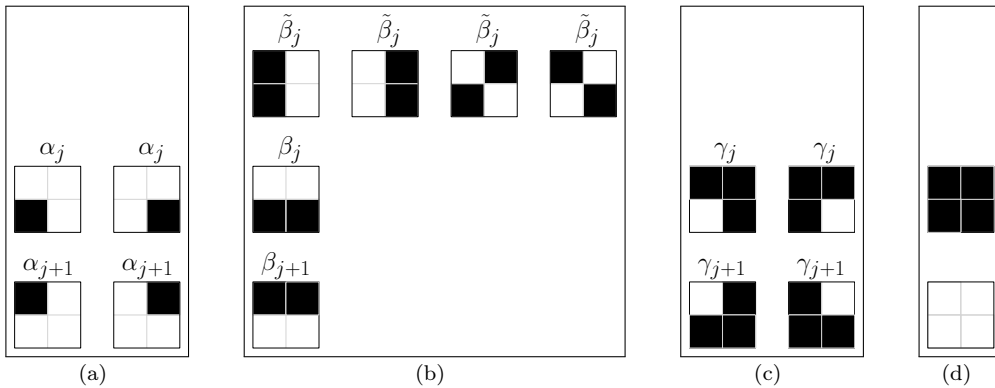 β̃_j β̃_j β̃_j β̃_j
α_j α_j β_j γ_j γ_j
α_{j+1} α_{j+1} β_{j+1} γ_{j+1} γ_{j+1}
(a) (b) (c) (d)